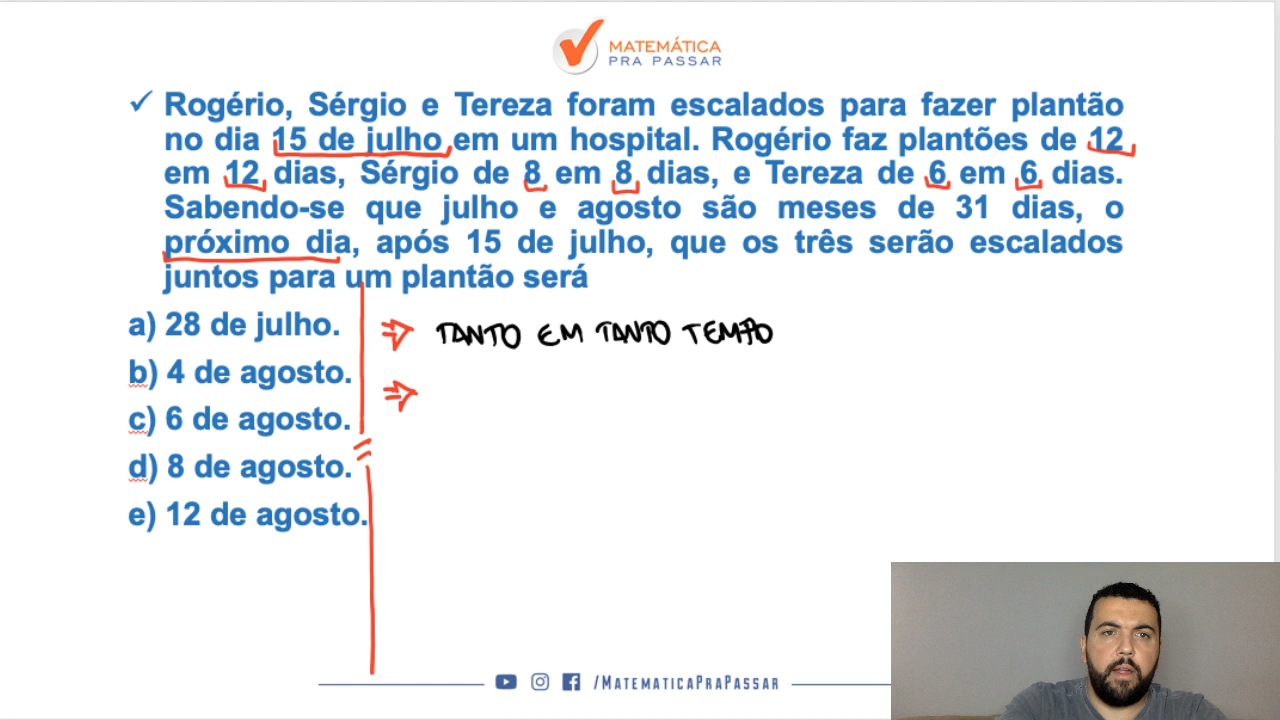 MATEMÁTICA
PRA PASSAR
✓ Rogério, Sérgio e Tereza foram escalados para fazer plantão
no dia 15 de julho em um hospital. Rogério faz plantões de 12
em 12 dias, Sérgio de 8 em 8 dias, e Tereza de 6 em 6 dias.
Sabendo-se que julho e agosto são meses de 31 dias, o
próximo dia, após 15 de julho, que os três serão escalados
juntos para um plantão será
a) 28 de julho.
⇒ TANTO EM TANTO TEMPO
b) 4 de agosto.
⇒
c) 6 de agosto.
d) 8 de agosto.
e) 12 de agosto.
/MATEMATICAPRAPASSAR